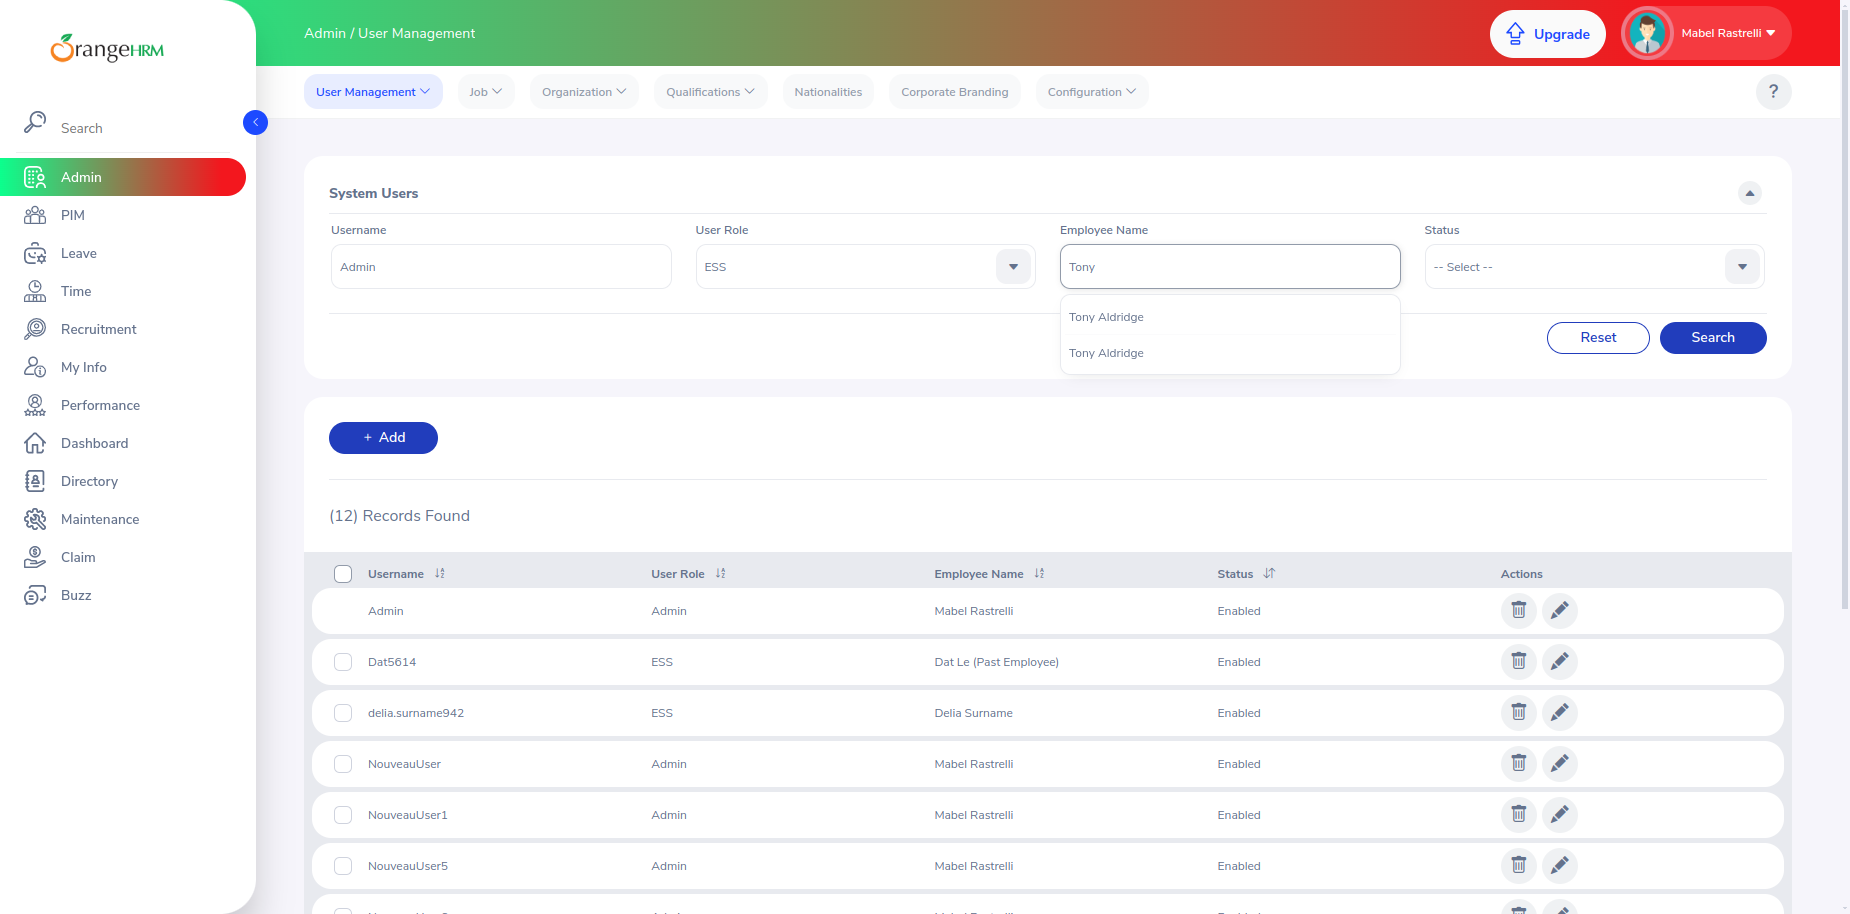 OrangeHRM
Admin / User Management
Upgrade
Mabel Rastrelli
User Management
Job
Organization
Qualifications
Nationalities
Corporate Branding
Configuration
?
Search
Admin
PIM
Leave
Time
Recruitment
My Info
Performance
Dashboard
Directory
Maintenance
Claim
Buzz
System Users
Username
User Role
Employee Name
Status
Admin
ESS
Tony
-- Select --
Tony Aldridge
Tony Aldridge
Reset
Search
+ Add
(12) Records Found
Username User Role Employee Name Status Actions
Admin Admin Mabel Rastrelli Enabled
Dat5614 ESS Dat Le (Past Employee) Enabled
delia.surname942 ESS Delia Surname Enabled
NouveauUser Admin Mabel Rastrelli Enabled
NouveauUser1 Admin Mabel Rastrelli Enabled
NouveauUser5 Admin Mabel Rastrelli Enabled